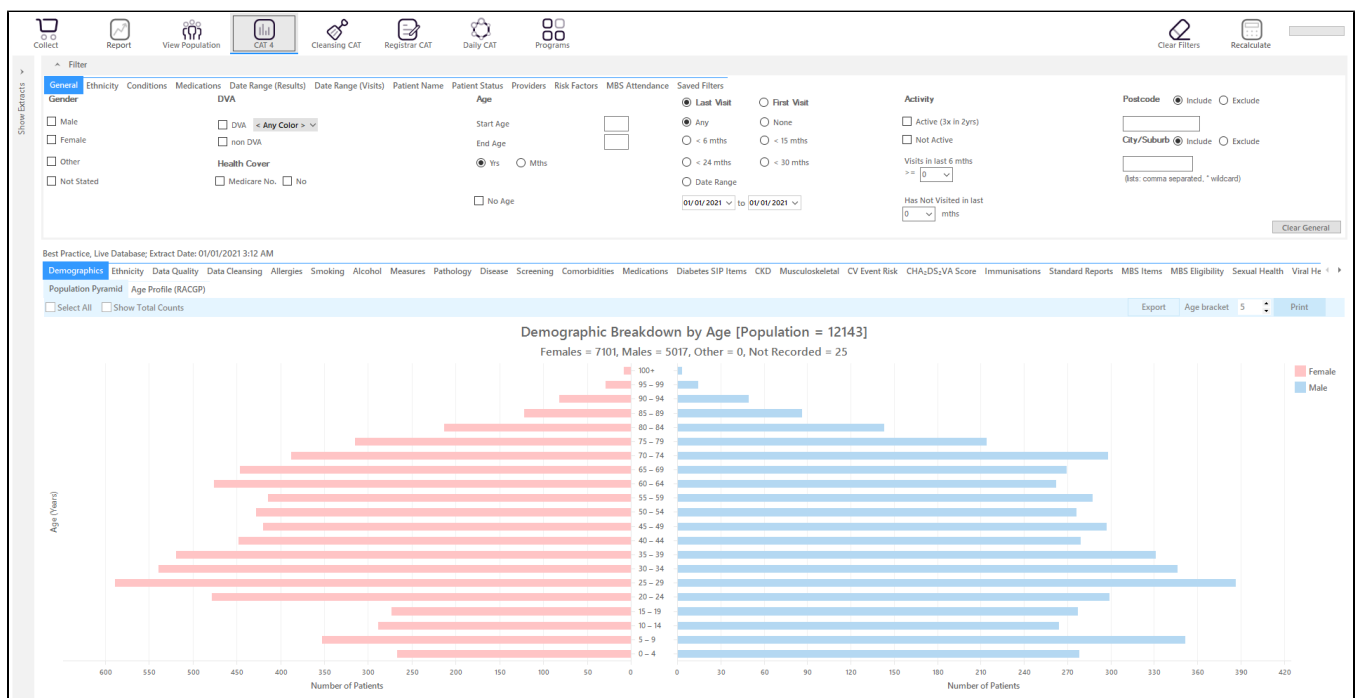 Collect Report View Population CAT 4 Cleansing CAT Registrar CAT Daily CAT Programs Clear Filters Recalculate
Show Extracts
Filter
General Ethnicity Conditions Medications Date Range (Results) Date Range (Visits) Patient Name Patient Status Providers Risk Factors MBS Attendance Saved Filters
Gender
Male
Female
Other
Not Stated
DVA
DVA < Any Color >
non DVA
Health Cover
Medicare No. No
Age
Start Age
End Age
Yrs Mths
No Age
Last Visit First Visit
Any None
< 6 mths < 15 mths
< 24 mths < 30 mths
Date Range
01/01/2021 to 01/01/2021
Activity
Active (3x in 2yrs)
Not Active
Visits in last 6 mths
>= 0
Has Not Visited in last
0 mths
Postcode Include Exclude
City/Suburb Include Exclude
(lists: comma separated, * wildcard)
Clear General
Best Practice, Live Database; Extract Date: 01/01/2021 3:12 AM
Demographics Ethnicity Data Quality Data Cleansing Allergies Smoking Alcohol Measures Pathology Disease Screening Comorbidities Medications Diabetes SIP Items CKD Musculoskeletal CV Event Risk CHA₂DS₂VA Score Immunisations Standard Reports MBS Items MBS Eligibility Sexual Health Viral He
Population Pyramid Age Profile (RACGP)
Select All Show Total Counts Export Age bracket 5 Print
Demographic Breakdown by Age [Population = 12143]
Females = 7101, Males = 5017, Other = 0, Not Recorded = 25
Female
Male
Age (Years)
100+
95 – 99
90 – 94
85 – 89
80 – 84
75 – 79
70 – 74
65 – 69
60 – 64
55 – 59
50 – 54
45 – 49
40 – 44
35 – 39
30 – 34
25 – 29
20 – 24
15 – 19
10 – 14
5 – 9
0 – 4
600 550 500 450 400 350 300 250 200 150 100 50 0 0 30 60 90 120 150 180 210 240 270 300 330 360 390 420
Number of Patients Number of Patients